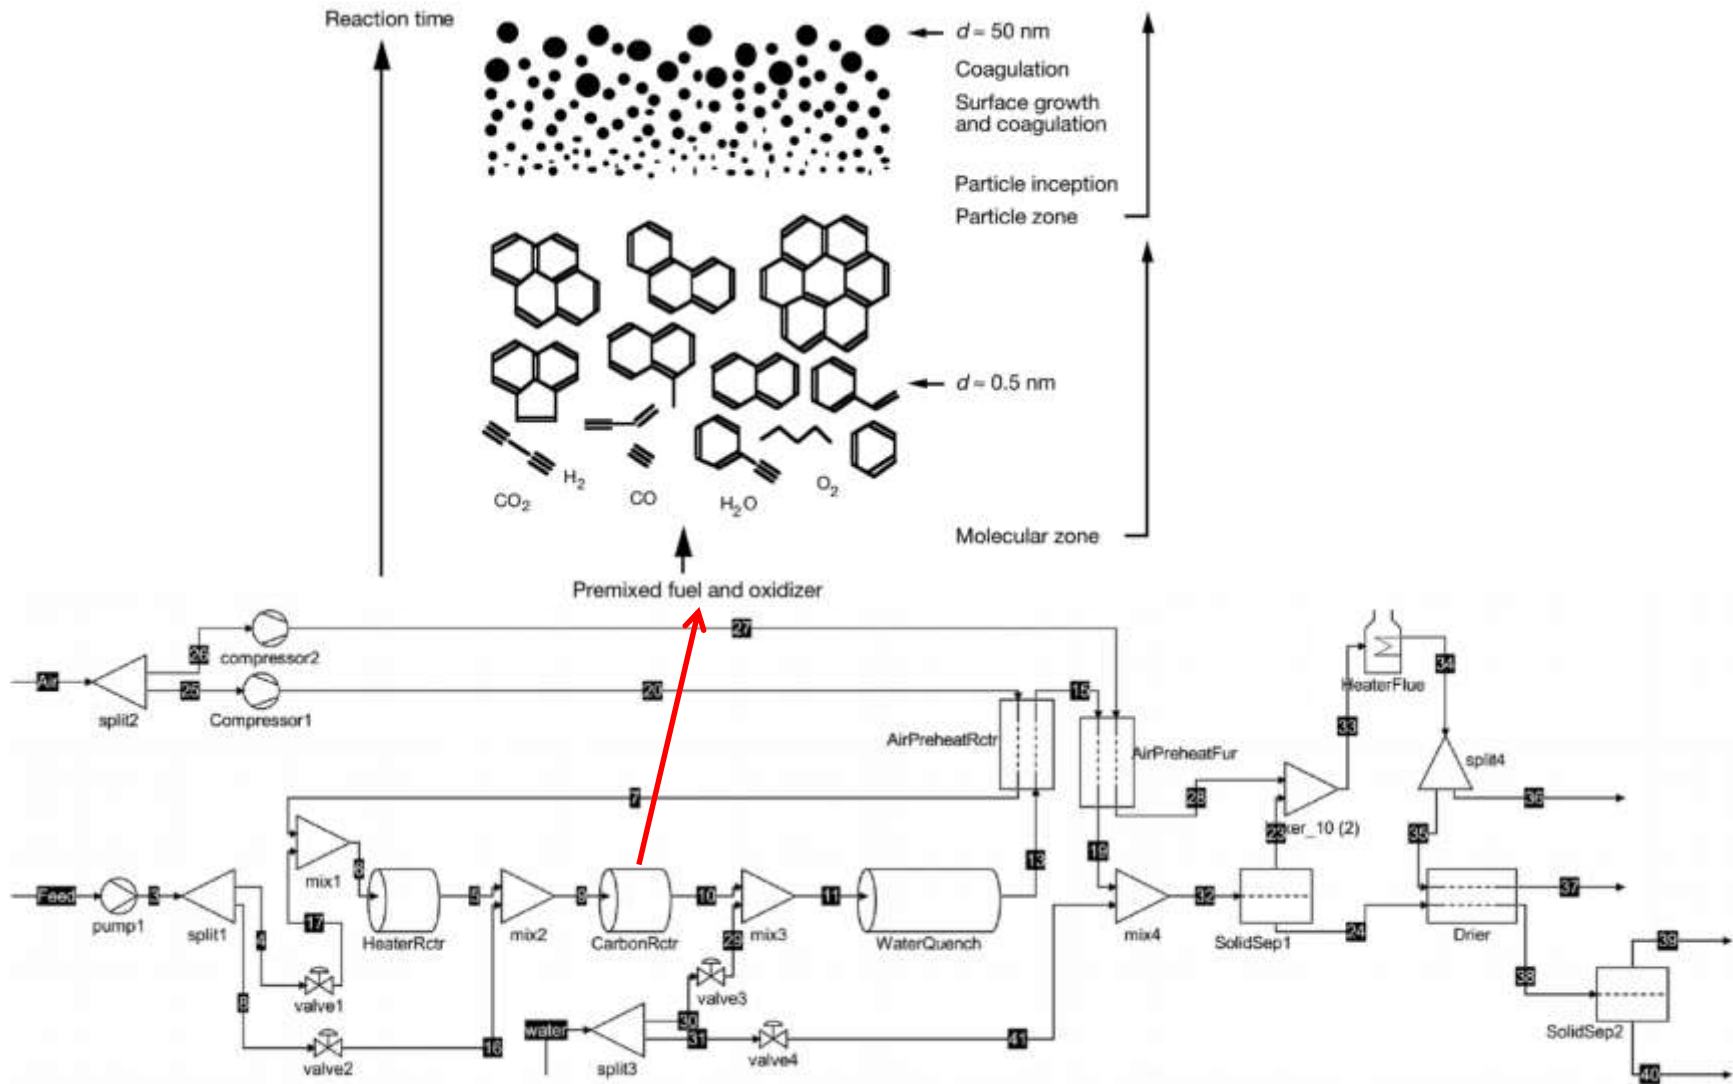 Reaction time
d = 50 nm
Coagulation
Surface growth
and coagulation
Particle inception
Particle zone
d = 0.5 nm
H2
CO2
CO
H2O
O2
Molecular zone
Premixed fuel and oxidizer
27
26
compressor2
Air
25
20
15
34
HeaterFlue
split2
Compressor1
33
AirPreheatRctr
AirPreheatFur
split4
7
28
36
mix1
6
19
23
xer_10 (2)
35
13
Feed
pump1
split1
17
HeaterRctr
5
mix2
9
CarbonRctr
10
mix3
11
WaterQuench
mix4
32
SolidSep1
24
Drier
37
4
29
39
valve1
8
valve3
38
water
30
31
valve4
41
SolidSep2
valve2
16
split3
40